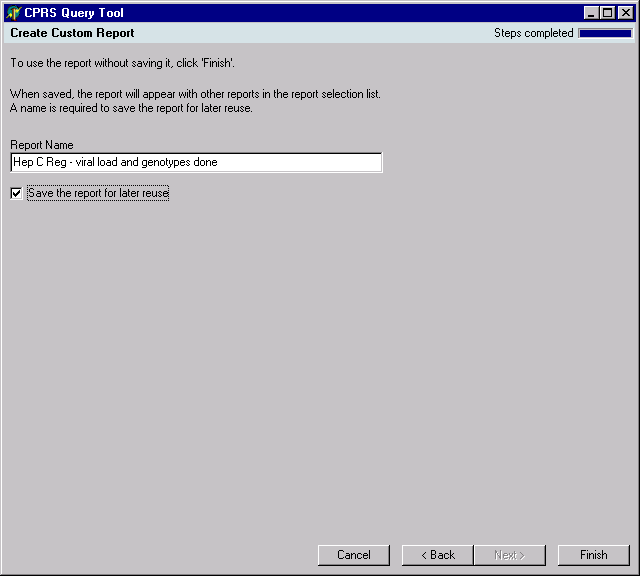 CPRS Query Tool
Create Custom Report Steps completed
To use the report without saving it, click 'Finish'.
When saved, the report will appear with other reports in the report selection list.
A name is required to save the report for later reuse.
Report Name
Hep C Reg - viral load and genotypes done
Save the report for later reuse
Cancel < Back Next > Finish